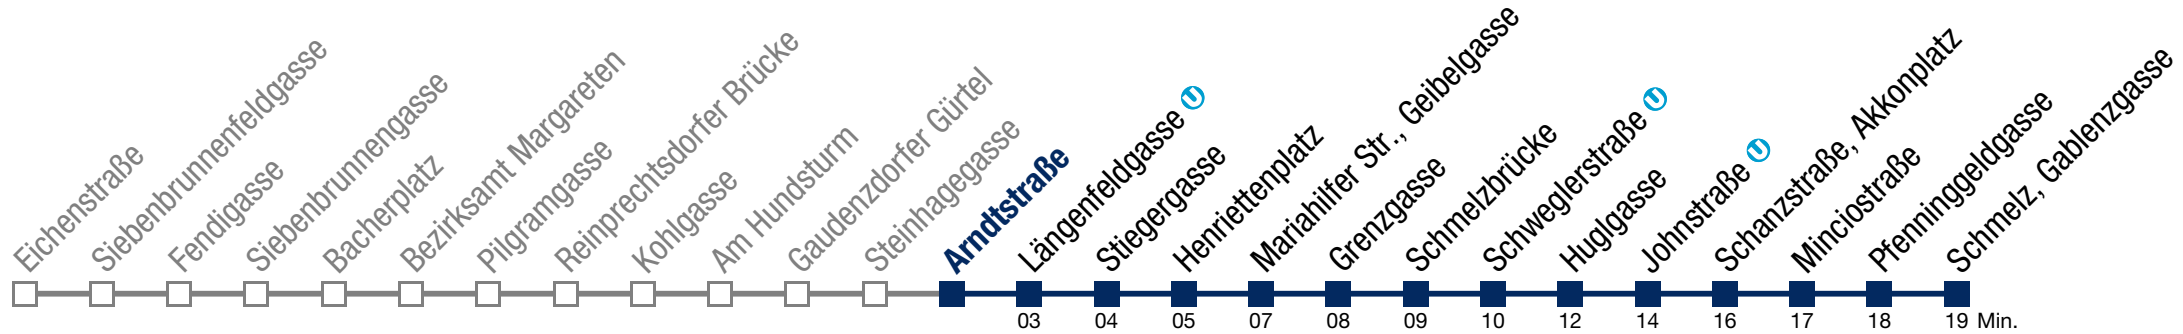 Eichenstraße
Siebenbrunnenfeldgasse
Fendigasse
Siebenbrunnengasse
Bacherplatz
Bezirksamt Margareten
Pilgramgasse
Reinprechtsdorfer Brücke
Kohlgasse
Am Hundsturm
Gaudenzdorfer Gürtel
Steinhagegasse
Arndtstraße
Längenfeldgasse U
Stiegergasse
Henriettenplatz
Mariahilfer Str., Geibelgasse
Grenzgasse
Schmelzbrücke
Schweglerstraße U
Huglgasse
Johnstraße U
Schanzstraße, Akkonplatz
Minciostraße
Pfenninggeldgasse
Schmelz, Gablenzgasse
03 04 05 07 08 09 10 12 14 16 17 18 19 Min.